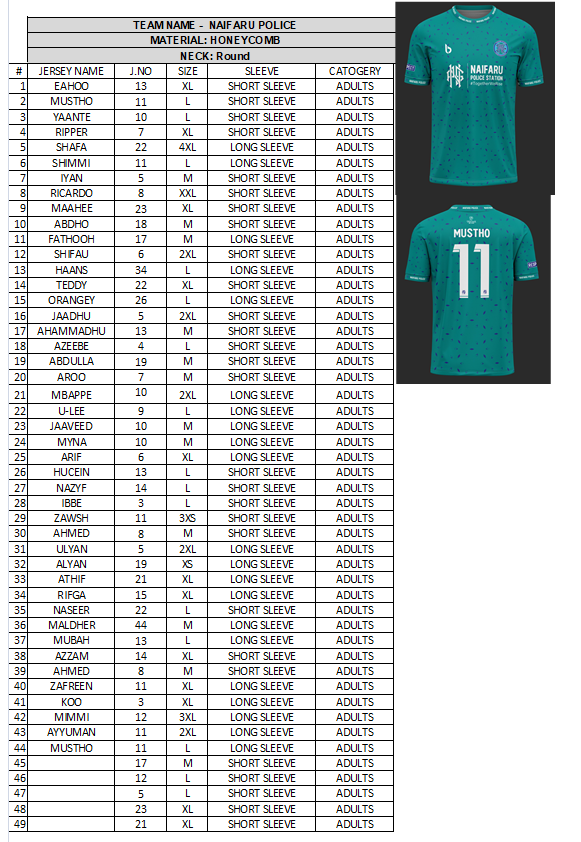 TEAM NAME - NAIFARU POLICE
MATERIAL: HONEYCOMB
NECK: Round
# JERSEY NAME J.NO SIZE SLEEVE CATOGERY
1 EAHOO 13 XL SHORT SLEEVE ADULTS
2 MUSTHO 11 L SHORT SLEEVE ADULTS
3 YAANTE 10 L SHORT SLEEVE ADULTS
4 RIPPER 7 XL SHORT SLEEVE ADULTS
5 SHAFA 22 4XL LONG SLEEVE ADULTS
6 SHIMMI 11 L LONG SLEEVE ADULTS
7 IYAN 5 M SHORT SLEEVE ADULTS
8 RICARDO 8 XXL SHORT SLEEVE ADULTS
9 MAAHEE 23 XL SHORT SLEEVE ADULTS
10 ABDHO 18 M SHORT SLEEVE ADULTS
11 FATHOOH 17 M LONG SLEEVE ADULTS
12 SHIFAU 6 2XL SHORT SLEEVE ADULTS
13 HAANS 34 L LONG SLEEVE ADULTS
14 TEDDY 22 XL SHORT SLEEVE ADULTS
15 ORANGEY 26 L LONG SLEEVE ADULTS
16 JAADHU 5 2XL SHORT SLEEVE ADULTS
17 AHAMMADHU 13 M SHORT SLEEVE ADULTS
18 AZEEBE 4 L SHORT SLEEVE ADULTS
19 ABDULLA 19 M SHORT SLEEVE ADULTS
20 AROO 7 M SHORT SLEEVE ADULTS
21 MBAPPE 10 2XL LONG SLEEVE ADULTS
22 U-LEE 9 L LONG SLEEVE ADULTS
23 JAAVEED 10 M LONG SLEEVE ADULTS
24 MYNA 10 M LONG SLEEVE ADULTS
25 ARIF 6 XL LONG SLEEVE ADULTS
26 HUCEIN 13 L SHORT SLEEVE ADULTS
27 NAZYF 14 L SHORT SLEEVE ADULTS
28 IBBE 3 L SHORT SLEEVE ADULTS
29 ZAWSH 11 3XS SHORT SLEEVE ADULTS
30 AHMED 8 M SHORT SLEEVE ADULTS
31 ULYAN 5 2XL LONG SLEEVE ADULTS
32 ALYAN 19 XS LONG SLEEVE ADULTS
33 ATHIF 21 XL LONG SLEEVE ADULTS
34 RIFGA 15 XL LONG SLEEVE ADULTS
35 NASEER 22 L SHORT SLEEVE ADULTS
36 MALDHER 44 M LONG SLEEVE ADULTS
37 MUBAH 13 L LONG SLEEVE ADULTS
38 AZZAM 14 XL SHORT SLEEVE ADULTS
39 AHMED 8 M SHORT SLEEVE ADULTS
40 ZAFREEN 11 XL LONG SLEEVE ADULTS
41 KOO 3 XL LONG SLEEVE ADULTS
42 MIMMI 12 3XL LONG SLEEVE ADULTS
43 AYYUMAN 11 2XL LONG SLEEVE ADULTS
44 MUSTHO 11 L LONG SLEEVE ADULTS
45 17 M SHORT SLEEVE ADULTS
46 12 L SHORT SLEEVE ADULTS
47 5 L SHORT SLEEVE ADULTS
48 23 XL SHORT SLEEVE ADULTS
49 21 XL SHORT SLEEVE ADULTS
NAIFARU
POLICE STATION
MUSTHO
11